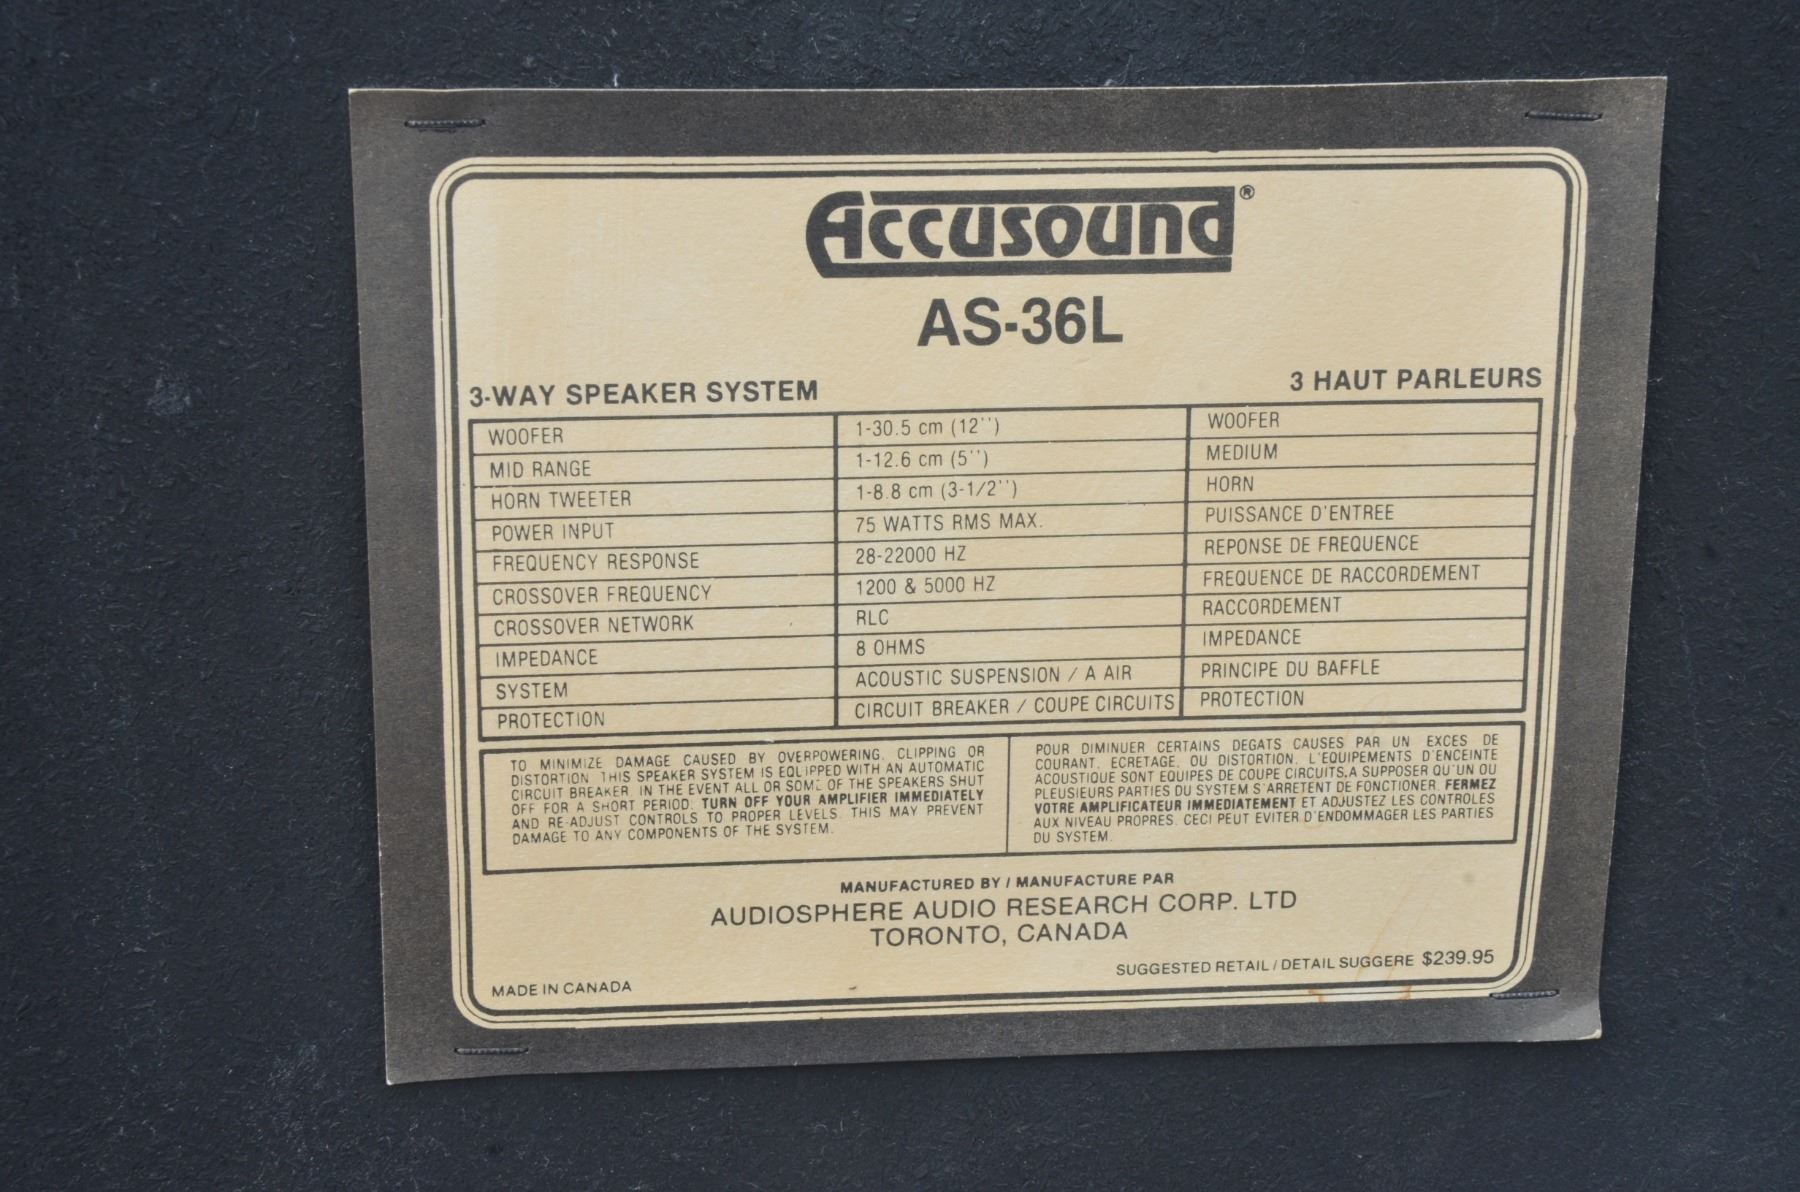 Accusound®
AS-36L
3-WAY SPEAKER SYSTEM 3 HAUT PARLEURS
WOOFER 1-30.5 cm (12'') WOOFER
MID RANGE 1-12.6 cm (5'') MEDIUM
HORN TWEETER 1-8.8 cm (3-1/2'') HORN
POWER INPUT 75 WATTS RMS MAX. PUISSANCE D'ENTREE
FREQUENCY RESPONSE 28-22000 HZ REPONSE DE FREQUENCE
CROSSOVER FREQUENCY 1200 & 5000 HZ FREQUENCE DE RACCORDEMENT
CROSSOVER NETWORK RLC RACCORDEMENT
IMPEDANCE 8 OHMS IMPEDANCE
SYSTEM ACOUSTIC SUSPENSION / A AIR PRINCIPE DU BAFFLE
PROTECTION CIRCUIT BREAKER / COUPE CIRCUITS PROTECTION
TO MINIMIZE DAMAGE CAUSED BY OVERPOWERING, CLIPPING OR
DISTORTION THIS SPEAKER SYSTEM IS EQUIPPED WITH AN AUTOMATIC
CIRCUIT BREAKER. IN THE EVENT ALL OR SOME OF THE SPEAKERS SHUT
OFF FOR A SHORT PERIOD. TURN OFF YOUR AMPLIFIER IMMEDIATELY
AND RE-ADJUST CONTROLS TO PROPER LEVELS. THIS MAY PREVENT
DAMAGE TO ANY COMPONENTS OF THE SYSTEM.
POUR DIMINUER CERTAINS DEGATS CAUSES PAR UN EXCES DE
COURANT, ECRETAGE, OU DISTORTION, L'EQUIPEMENTS D'ENCEINTE
ACOUSTIQUE SONT EQUIPES DE COUPE CIRCUITS.A SUPPOSER QU'UN OU
PLEUSIEURS PARTIES DU SYSTEM S'ARRETENT DE FONCTIONER. FERMEZ
VOTRE AMPLIFICATEUR IMMEDIATEMENT ET ADJUSTEZ LES CONTROLES
AUX NIVEAU PROPRES. CECI PEUT EVITER D'ENDOMMAGER LES PARTIES
DU SYSTEM.
MANUFACTURED BY / MANUFACTURE PAR
AUDIOSPHERE AUDIO RESEARCH CORP. LTD
TORONTO, CANADA
SUGGESTED RETAIL / DETAIL SUGGERE $239.95
MADE IN CANADA